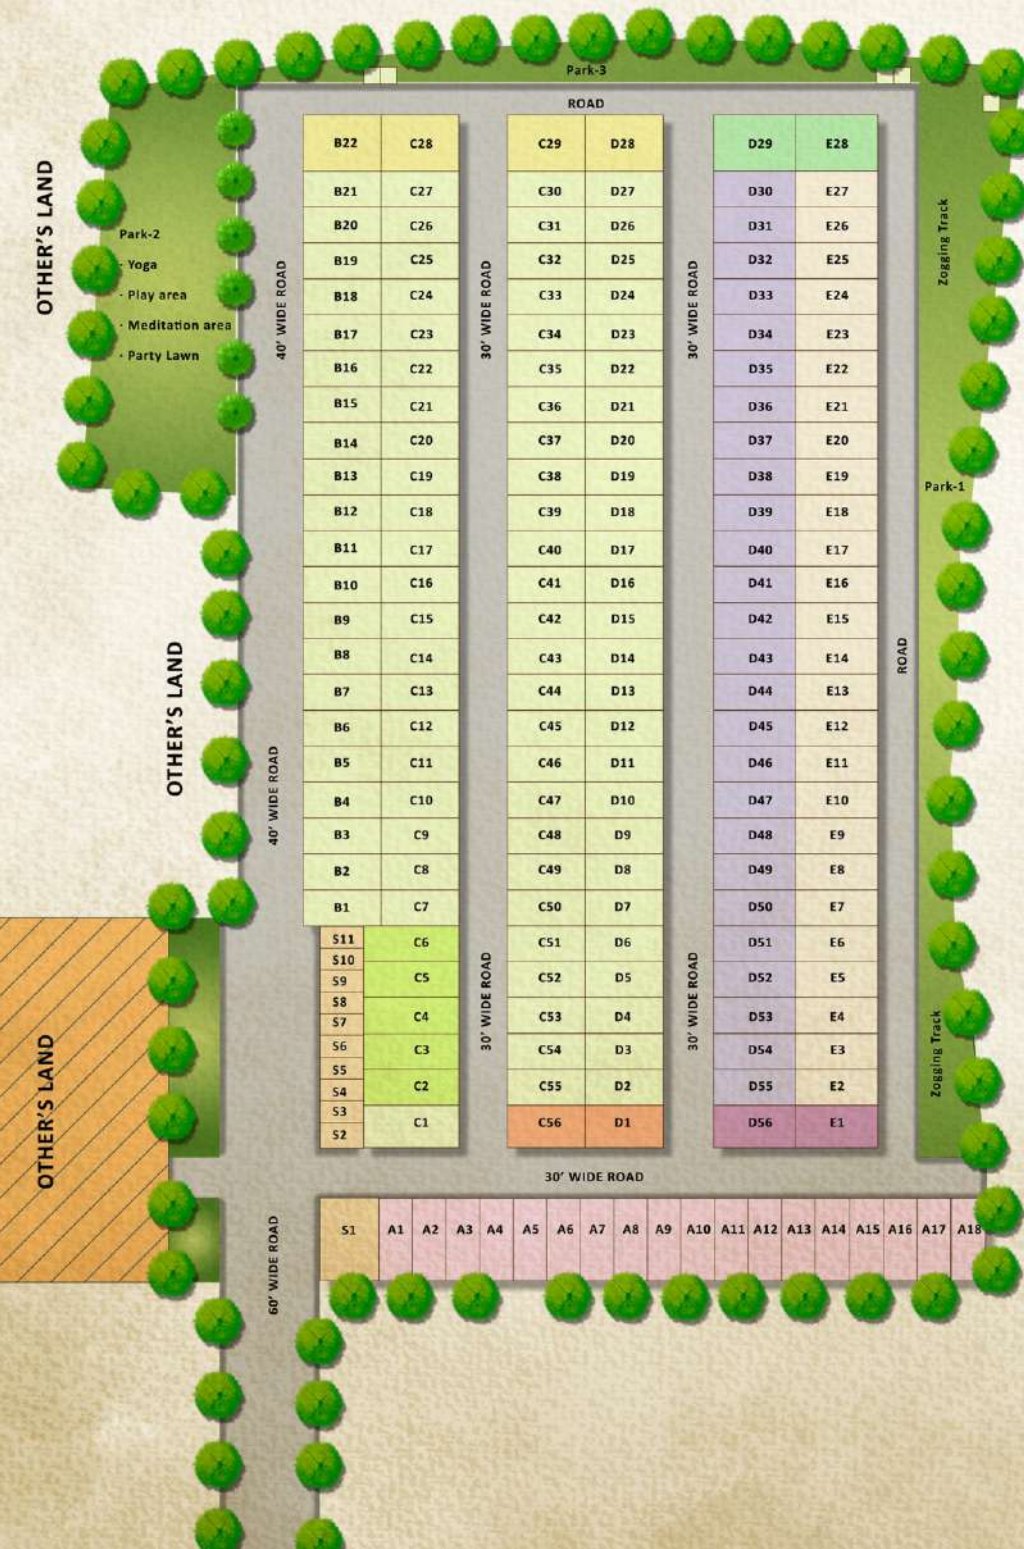 Park-3
ROAD
B22 C28 C29 D28 D29 E28
B21 C27 C30 D27 D30 E27
B20 C26 C31 D26 D31 E26
B19 C25 C32 D25 D32 E25
B18 C24 C33 D24 D33 E24
B17 C23 C34 D23 D34 E23
B16 C22 C35 D22 D35 E22
B15 C21 C36 D21 D36 E21
B14 C20 C37 D20 D37 E20
B13 C19 C38 D19 D38 E19
B12 C18 C39 D18 D39 E18
B11 C17 C40 D17 D40 E17
B10 C16 C41 D16 D41 E16
B9 C15 C42 D15 D42 E15
B8 C14 C43 D14 D43 E14
B7 C13 C44 D13 D44 E13
B6 C12 C45 D12 D45 E12
B5 C11 C46 D11 D46 E11
B4 C10 C47 D10 D47 E10
B3 C9 C48 D9 D48 E9
B2 C8 C49 D8 D49 E8
B1 C7 C50 D7 D50 E7
C6 C51 D6 D51 E6
C5 C52 D5 D52 E5
C4 C53 D4 D53 E4
C3 C54 D3 D54 E3
C2 C55 D2 D55 E2
C1 C56 D1 D56 E1
S11
S10
S9
S8
S7
S6
S5
S4
S3
S2
OTHER'S LAND
Park-2
· Yoga
· Play area
· Meditation area
· Party Lawn
40' WIDE ROAD
30' WIDE ROAD
30' WIDE ROAD
Zogging Track
Park-1
ROAD
OTHER'S LAND
40' WIDE ROAD
30' WIDE ROAD
30' WIDE ROAD
Zogging Track
OTHER'S LAND
30' WIDE ROAD
60' WIDE ROAD
S1 A1 A2 A3 A4 A5 A6 A7 A8 A9 A10 A11 A12 A13 A14 A15 A16 A17 A18